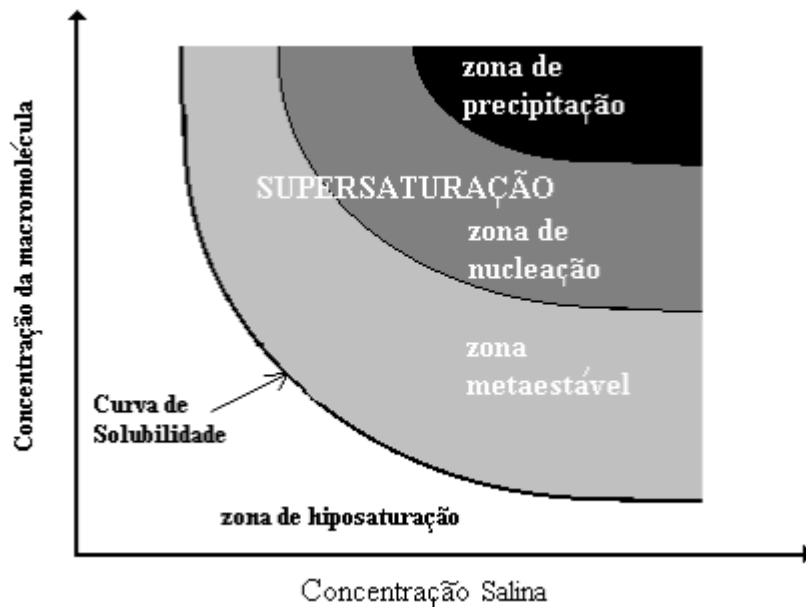 Concentração da macromolécula
zona de
precipitação
SUPERSATURAÇÃO
zona de
nucleação
zona
metaestável
Curva de
Solubilidade
zona de hiposaturação
Concentração Salina